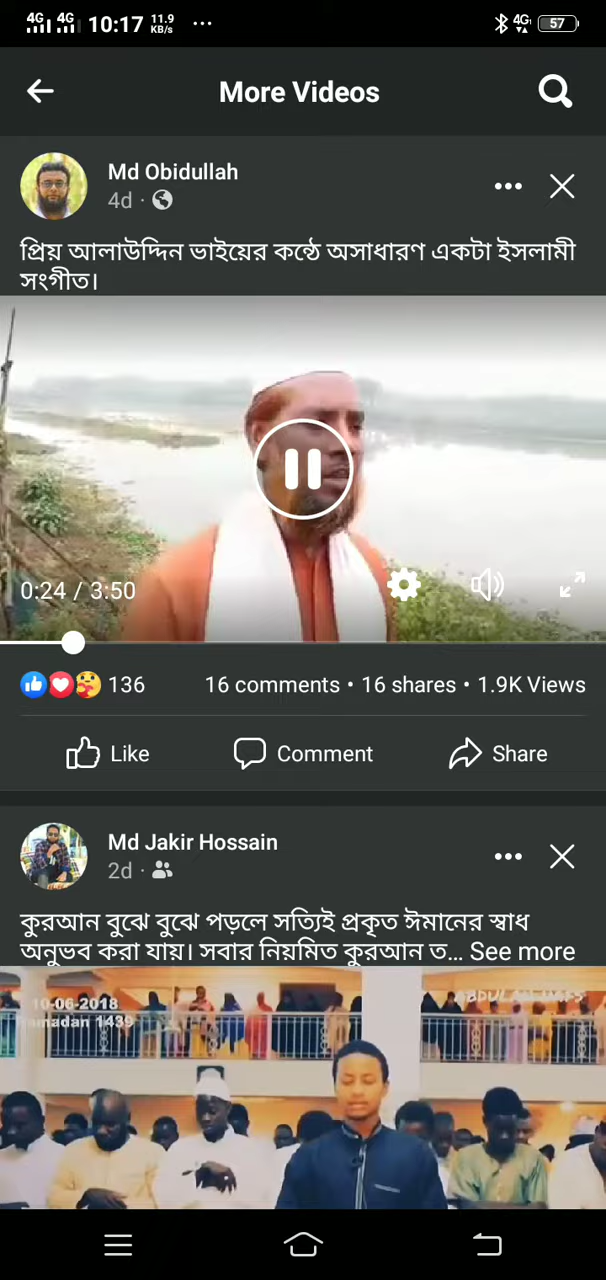 4G 4G 10:17 11.9 KB/s ... 4G 57
More Videos
Md Obidullah
4d ·
প্রিয় আলাউদ্দিন ভাইয়ের কন্ঠে অসাধারণ একটা ইসলামী
সংগীত।
0:24 / 3:50
136 16 comments • 16 shares • 1.9K Views
Like Comment Share
Md Jakir Hossain
2d ·
কুরআন বুঝে বুঝে পড়লে সত্যিই প্রকৃত ঈমানের স্বাধ
অনুভব করা যায়। সবার নিয়মিত কুরআন ত... See more
10-06-2018
Ramadan 1439